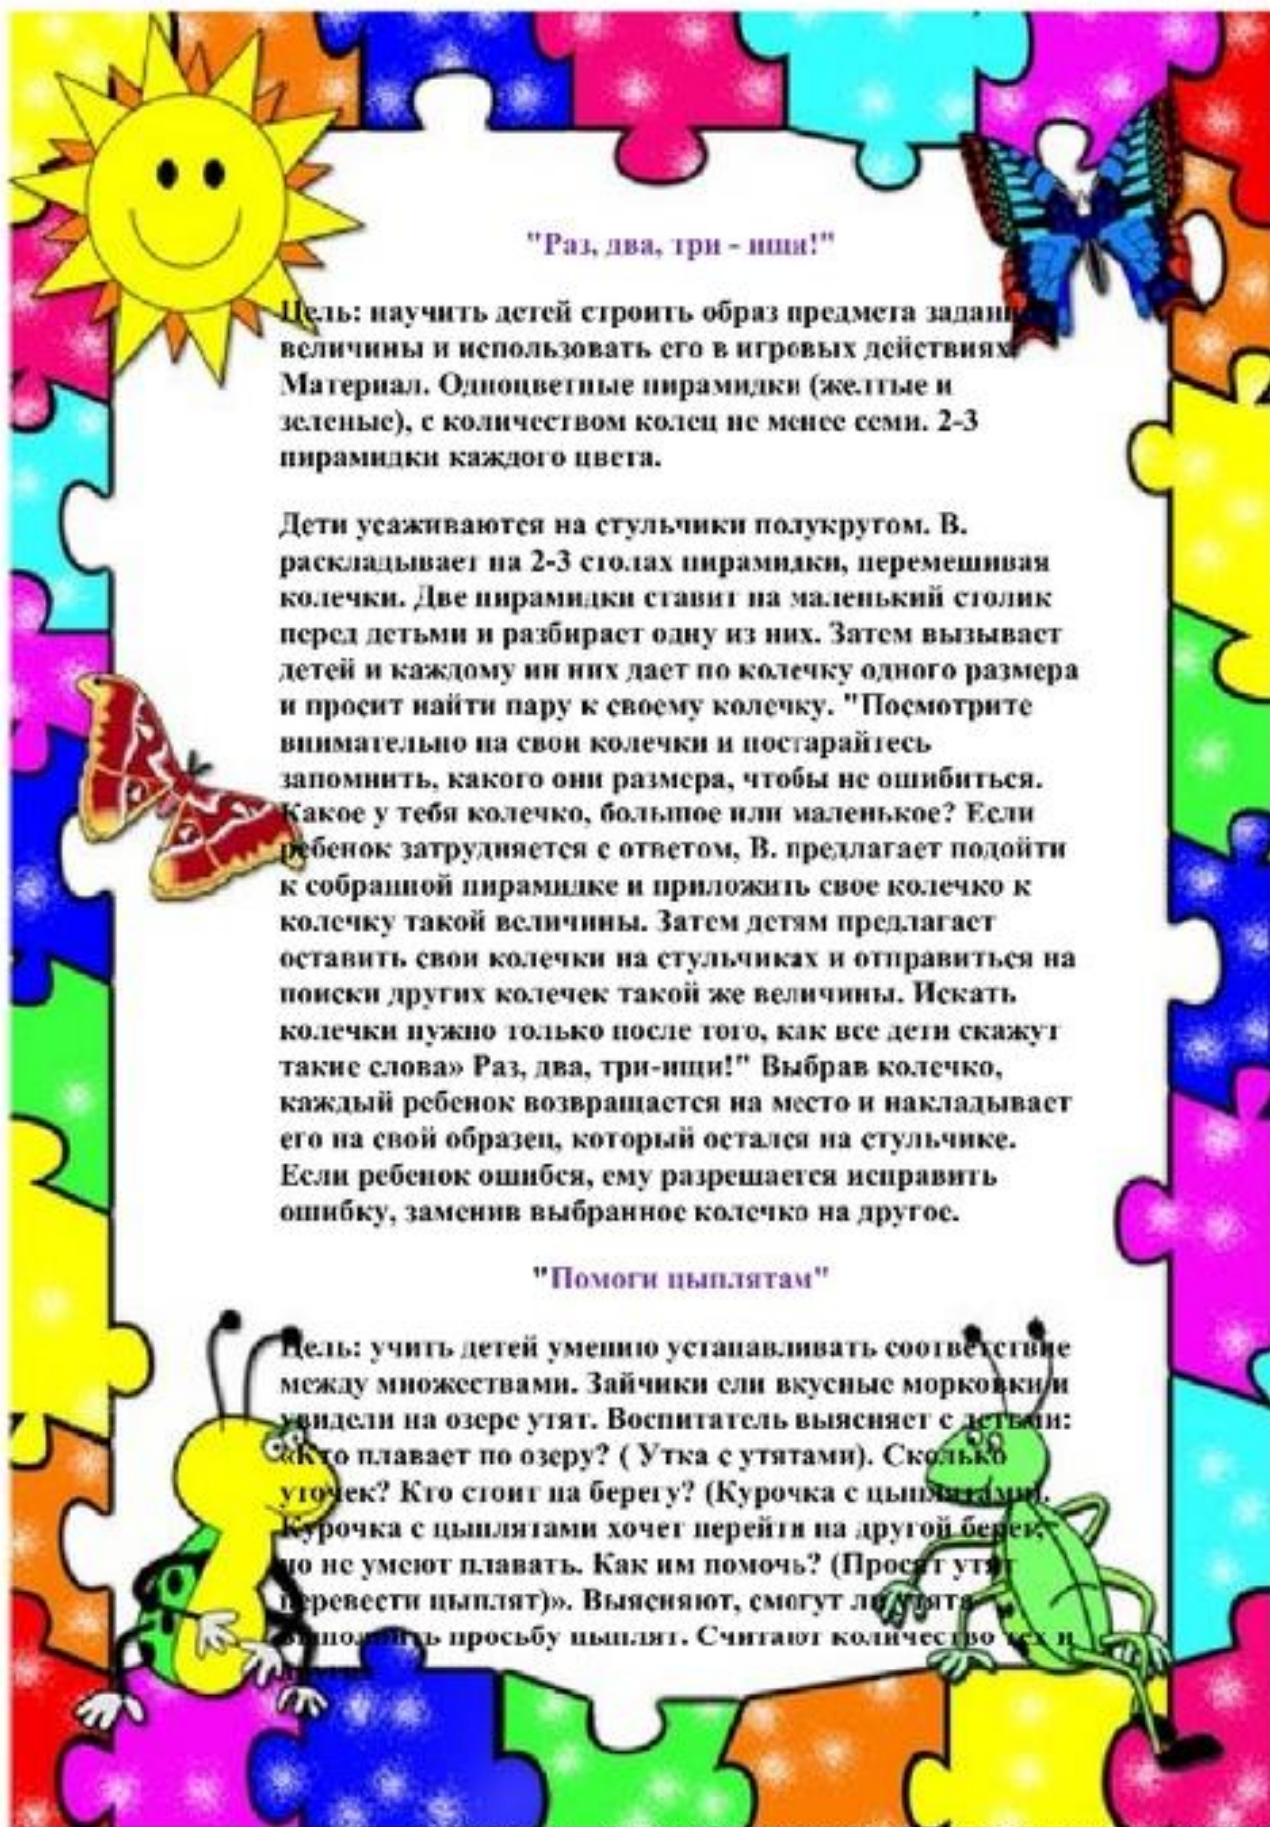 "Раз, два, три - ищи!"
Цель: научить детей строить образ предмета заданной
величины и использовать его в игровых действиях.
Материал. Одноцветные пирамидки (желтые и
зеленые), с количеством колец не менее семи. 2-3
пирамидки каждого цвета.
Дети усаживаются на стульчики полукругом. В.
раскладывает на 2-3 столах пирамидки, перемешивая
колечки. Две пирамидки ставит на маленький столик
перед детьми и разбирает одну из них. Затем вызывает
детей и каждому ин них дает по колечку одного размера
и просит найти пару к своему колечку. "Посмотрите
внимательно на свои колечки и постарайтесь
запомнить, какого они размера, чтобы не ошибиться.
Какое у тебя колечко, большое или маленькое? Если
ребенок затрудняется с ответом, В. предлагает подойти
к собранной пирамидке и приложить свое колечко к
колечку такой величины. Затем детям предлагает
оставить свои колечки на стульчиках и отправиться на
поиски других колечек такой же величины. Искать
колечки нужно только после того, как все дети скажут
такие слова» Раз, два, три-ищи!" Выбрав колечко,
каждый ребенок возвращается на место и накладывает
его на свой образец, который остался на стульчике.
Если ребенок ошибся, ему разрешается исправить
ошибку, заменив выбранное колечко на другое.
"Помоги цыплятам"
Цель: учить детей умению устанавливать соответствие
между множествами. Зайчики ели вкусные морковки и
увидели на озере утят. Воспитатель выясняет с детьми:
«Кто плавает по озеру? ( Утка с утятами). Сколько
уточек? Кто стоит на берегу? (Курочка с цыплятами).
Курочка с цыплятами хочет перейти на другой берег,
но не умеют плавать. Как им помочь? (Просят утят
перевести цыплят)». Выясняют, смогут ли утята
выполнить просьбу цыплят. Считают количество тех и